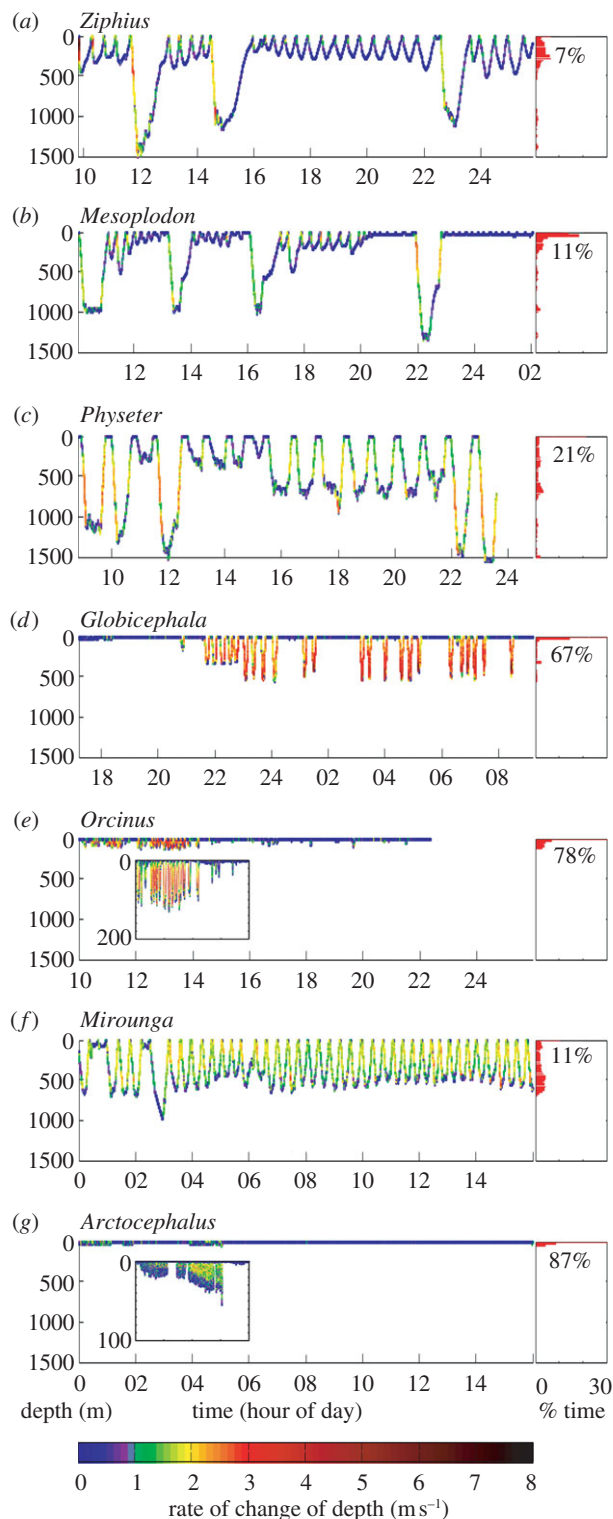 (a) Ziphius
0
500
1000
1500
7%
10 12 14 16 18 20 22 24
(b) Mesoplodon
0
500
1000
1500
11%
12 14 16 18 20 22 24 02
(c) Physeter
0
500
1000
1500
21%
10 12 14 16 18 20 22 24
(d) Globicephala
0
500
1000
1500
67%
18 20 22 24 02 04 06 08
(e) Orcinus
0
500
1000
1500
0
200
78%
10 12 14 16 18 20 22 24
(f) Mirounga
0
500
1000
1500
11%
0 02 04 06 08 10 12 14
(g) Arctocephalus
0
500
1000
1500
0
100
87%
0 02 04 06 08 10 12 14 0 30
depth (m) time (hour of day) % time
0 1 2 3 4 5 6 7 8
rate of change of depth (m s⁻¹)